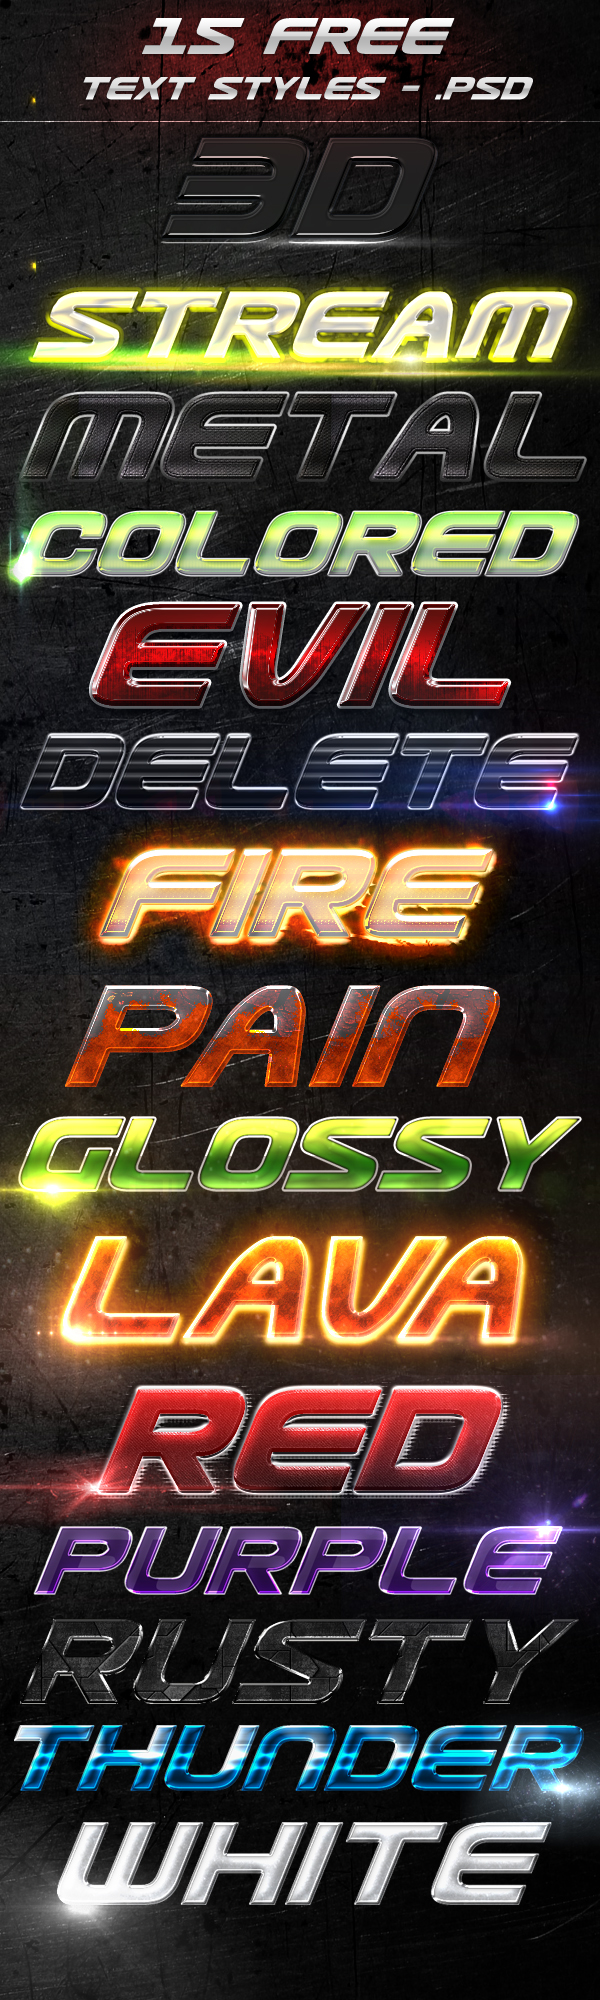 15 FREE
TEXT STYLES - .PSD
3D
STREAM
METAL
COLORED
EVIL
DELETE
FIRE
PAIN
GLOSSY
LAVA
RED
PURPLE
RUSTY
THUNDER
WHITE